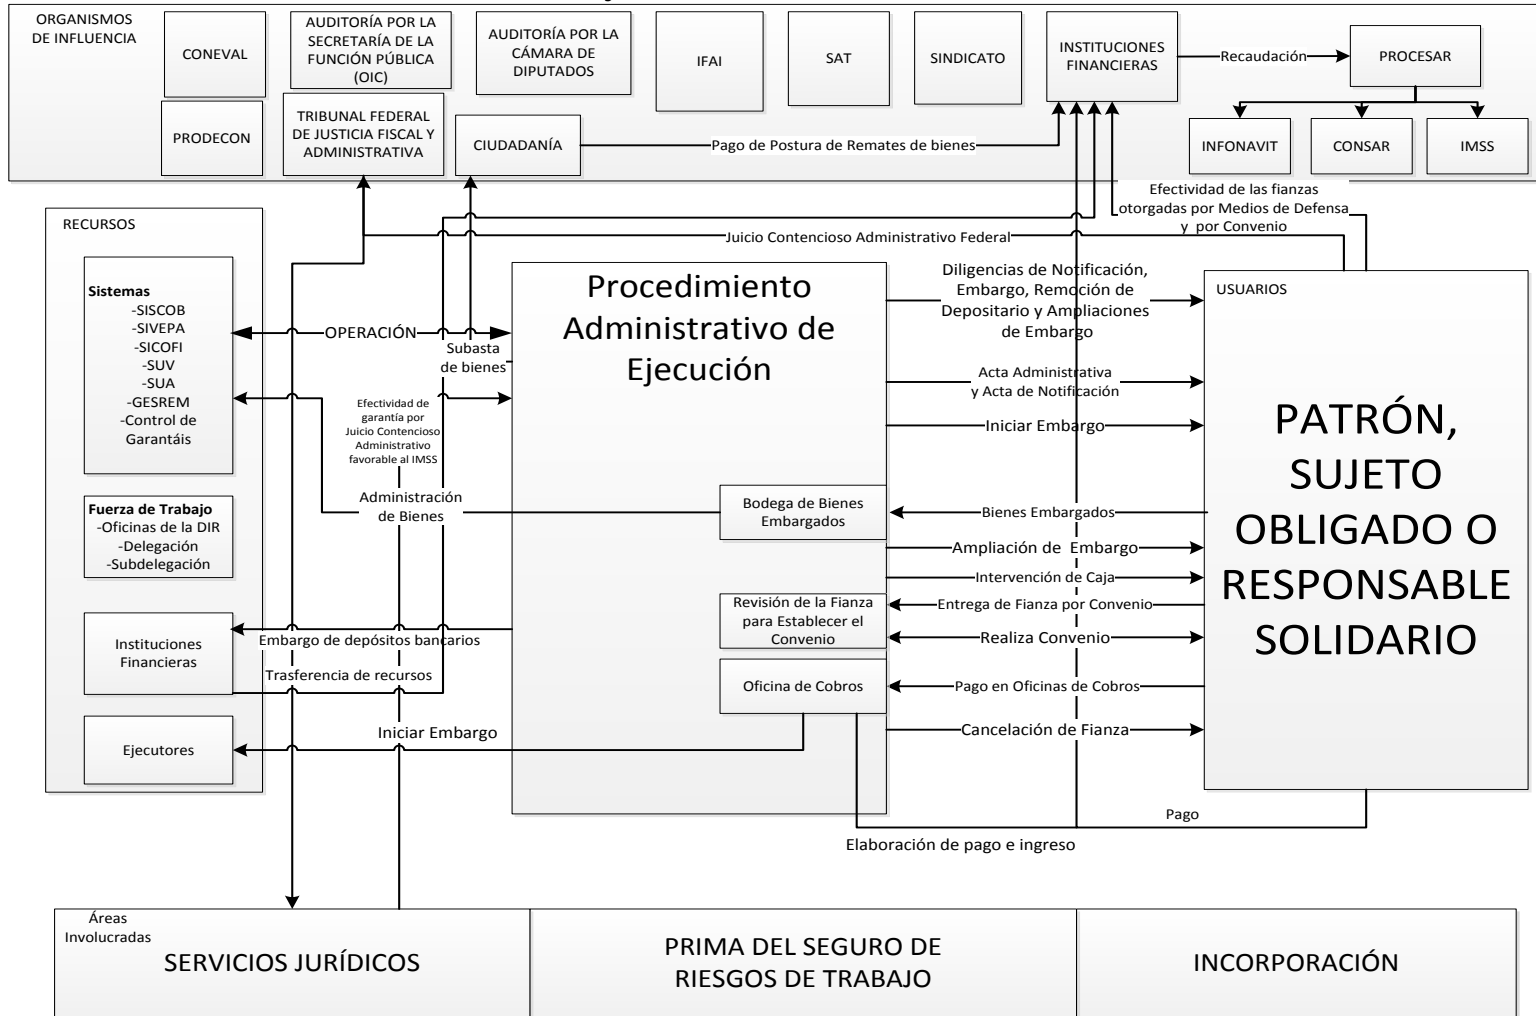 ORGANISMOS
DE INFLUENCIA
CONEVAL
AUDITORÍA POR LA
SECRETARÍA DE LA
FUNCIÓN PÚBLICA
(OIC)
AUDITORÍA POR LA
CÁMARA DE
DIPUTADOS
IFAI
SAT
SINDICATO
INSTITUCIONES
FINANCIERAS
Recaudación
PROCESAR
PRODECON
TRIBUNAL FEDERAL
DE JUSTICIA FISCAL Y
ADMINISTRATIVA
CIUDADANÍA
Pago de Postura de Remates de bienes
INFONAVIT
CONSAR
IMSS
Efectividad de las fianzas
otorgadas por Medios de Defensa
y por Convenio
Juicio Contencioso Administrativo Federal
RECURSOS
Sistemas
-SISCOB
-SIVEPA
-SICOFI
-SUV
-SUA
-GESREM
-Control de
Garantáis
Fuerza de Trabajo
-Oficinas de la DIR
-Delegación
-Subdelegación
Instituciones
Financieras
Ejecutores
OPERACIÓN
Subasta
de bienes
Efectividad de
garantía por
Juicio Contencioso
Administrativo
favorable al IMSS
Administración
de Bienes
Embargo de depósitos bancarios
Trasferencia de recursos
Iniciar Embargo
Procedimiento
Administrativo de
Ejecución
Bodega de Bienes
Embargados
Revisión de la Fianza
para Establecer el
Convenio
Oficina de Cobros
Diligencias de Notificación,
Embargo, Remoción de
Depositario y Ampliaciones
de Embargo
Acta Administrativa
y Acta de Notificación
Iniciar Embargo
Bienes Embargados
Ampliación de Embargo
Intervención de Caja
Entrega de Fianza por Convenio
Realiza Convenio
Pago en Oficinas de Cobros
Cancelación de Fianza
USUARIOS
PATRÓN,
SUJETO
OBLIGADO O
RESPONSABLE
SOLIDARIO
Pago
Elaboración de pago e ingreso
Áreas
Involucradas
SERVICIOS JURÍDICOS
PRIMA DEL SEGURO DE
RIESGOS DE TRABAJO
INCORPORACIÓN